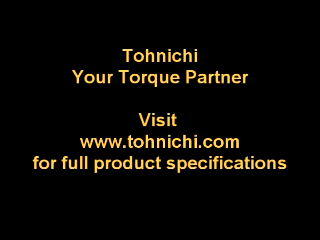 Tohnichi
Your Torque Partner
Visit
www.tohnichi.com
for full product specifications